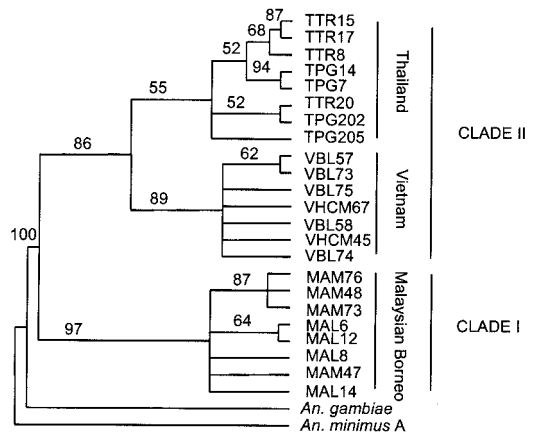 87
TTR15
TTR17
68
TTR8
52
TPG14
94
TPG7
55
52
TTR20
TPG202
TPG205
Thailand
86
62
VBL57
VBL73
VBL75
89
VHCM67
VBL58
VHCM45
VBL74
Vietnam
CLADE II
100
87
MAM76
MAM48
MAM73
97
64
MAL6
MAL12
MAL8
MAM47
MAL14
Malaysian Borneo
CLADE I
An. gambiae
An. minimus A